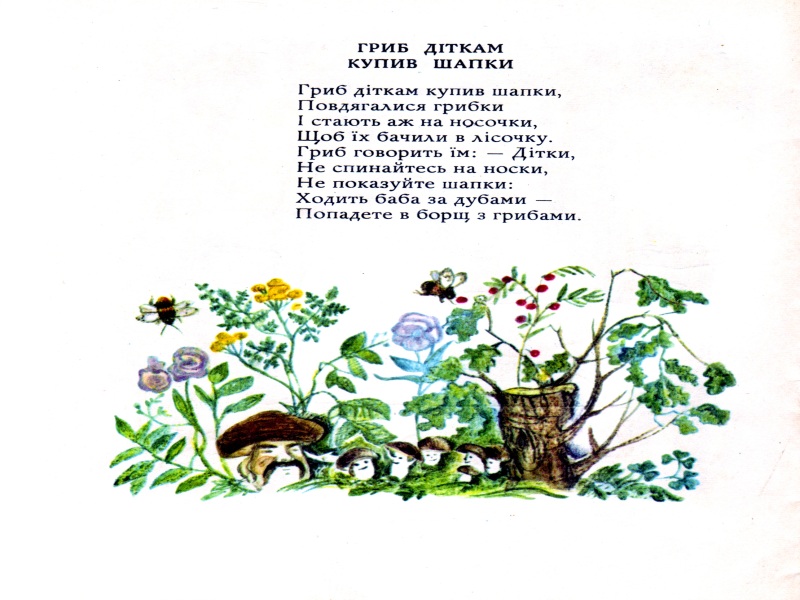 ГРИБ ДІТКАМ
КУПИВ ШАПКИ
Гриб діткам купив шапки,
Повдягалися грибки
І стають аж на носочки,
Щоб їх бачили в лісочку.
Гриб говорить їм: — Дітки,
Не спинайтесь на носки,
Не показуйте шапки:
Ходить баба за дубами —
Попадете в борщ з грибами.